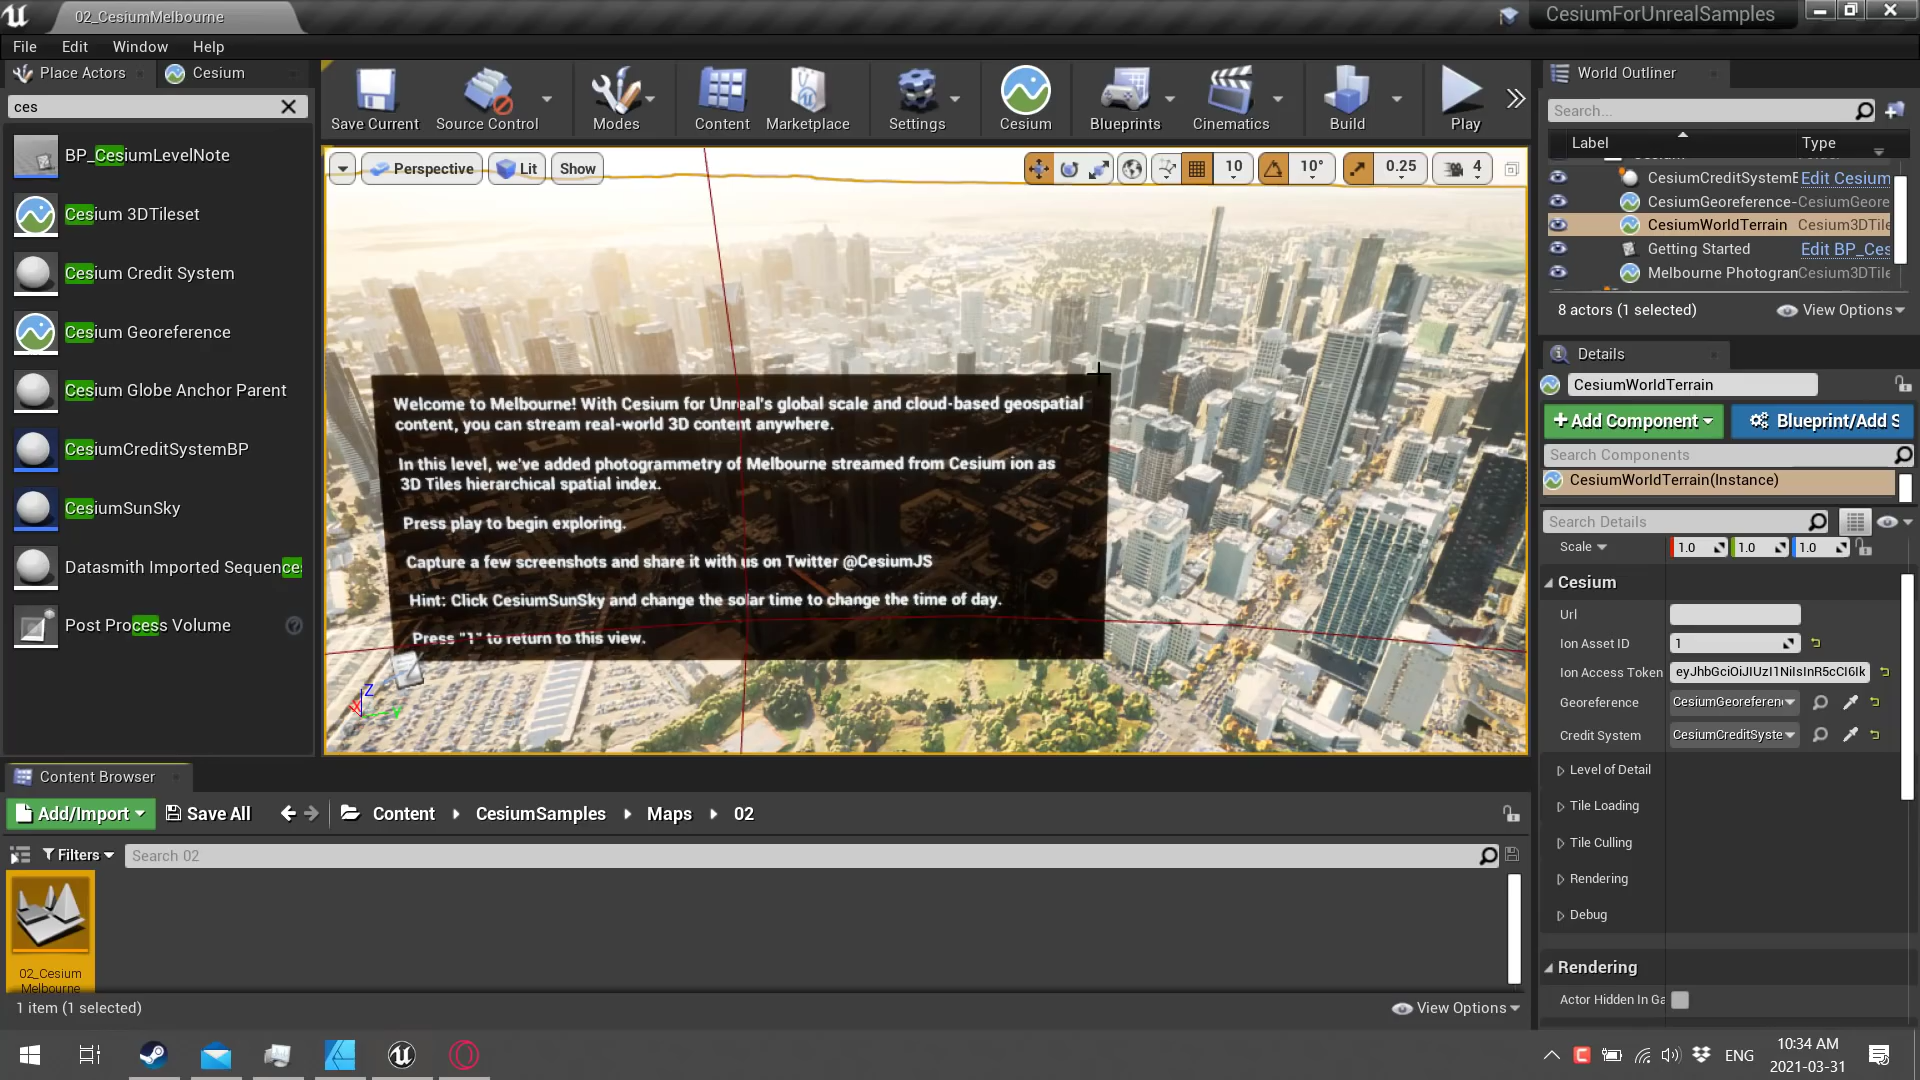 02_CesiumMelbourne
CesiumForUnrealSamples
File Edit Window Help
Place Actors
Cesium
ces
BP_CesiumLevelNote
Cesium 3DTileset
Cesium Credit System
Cesium Georeference
Cesium Globe Anchor Parent
CesiumCreditSystemBP
CesiumSunSky
Datasmith Imported Sequences
Post Process Volume
Save Current
Source Control
Modes
Content
Marketplace
Settings
Cesium
Blueprints
Cinematics
Build
Play
Perspective
Lit
Show
10
10°
0.25
4
Welcome to Melbourne! With Cesium for Unreal's global scale and cloud-based geospatial
content, you can stream real-world 3D content anywhere.
In this level, we've added photogrammetry of Melbourne streamed from Cesium ion as
3D Tiles hierarchical spatial index.
Press play to begin exploring.
Capture a few screenshots and share it with us on Twitter @CesiumJS
Hint: Click CesiumSunSky and change the solar time to change the time of day.
Press "1" to return to this view.
Z
X
Y
World Outliner
Search...
Label
Type
CesiumCreditSystemE Edit Cesium
CesiumGeoreference- CesiumGeore
CesiumWorldTerrain Cesium3DTile
Getting Started Edit BP_Ces
Melbourne Photogram Cesium3DTile
8 actors (1 selected)
View Options
Details
CesiumWorldTerrain
Add Component
Blueprint/Add S
Search Components
CesiumWorldTerrain(Instance)
Search Details
Scale 1.0 1.0 1.0
Cesium
Url
Ion Asset ID 1
Ion Access Token eyJhbGciOiJIUzI1NiIsInR5cCI6Ik
Georeference CesiumGeoreferen
Credit System CesiumCreditSyste
Level of Detail
Tile Loading
Tile Culling
Rendering
Debug
Rendering
Actor Hidden In Ga
Content Browser
Add/Import
Save All
Content
CesiumSamples
Maps
02
Filters
Search 02
02_Cesium
Melbourne
1 item (1 selected)
View Options
ENG
10:34 AM
2021-03-31